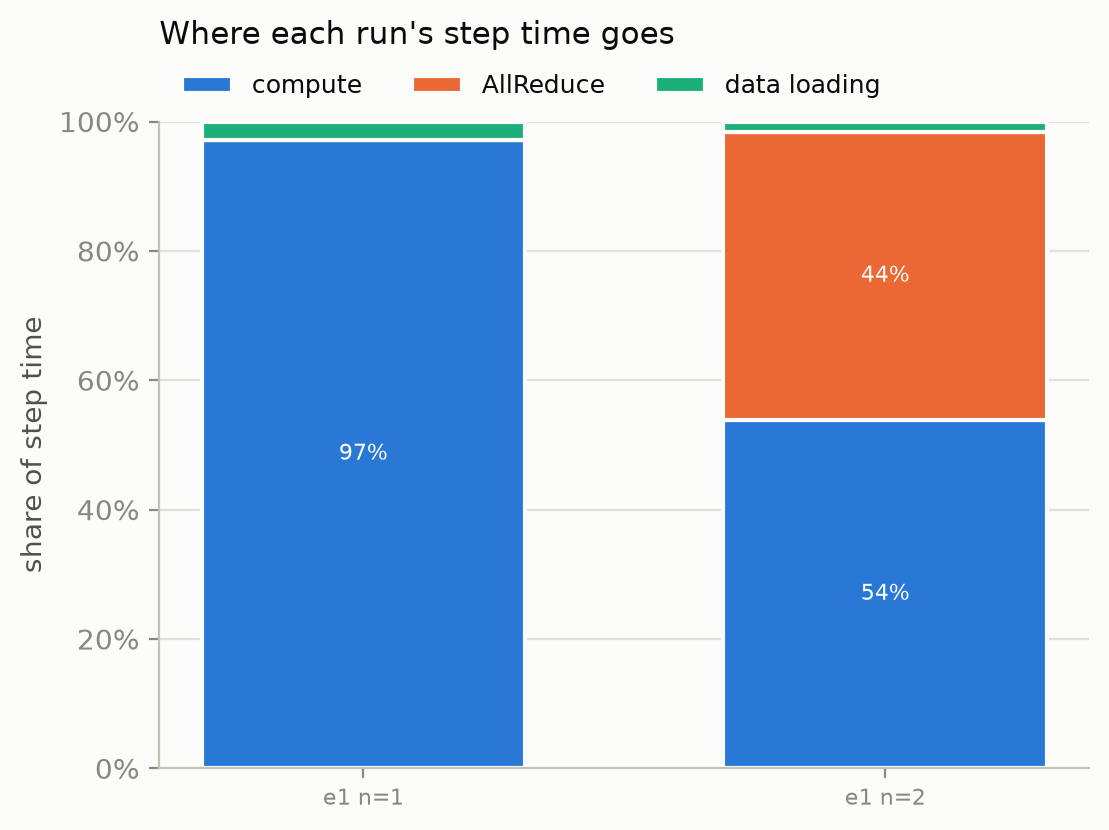 Where each run's step time goes
compute AllReduce data loading
100%
80%
60%
40%
20%
0%
share of step time
97%
44%
54%
e1 n=1 e1 n=2